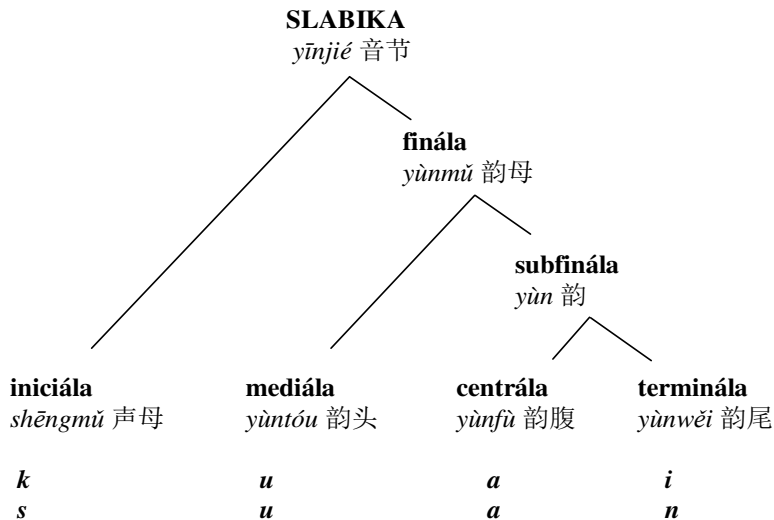 SLABIKA
yīnjié 音节
finála
yùnmǔ 韵母
subfinála
yùn 韵
iniciála mediála centrála terminála
shēngmǔ 声母 yùntóu 韵头 yùnfù 韵腹 yùnwěi 韵尾
k u a i
s u a n